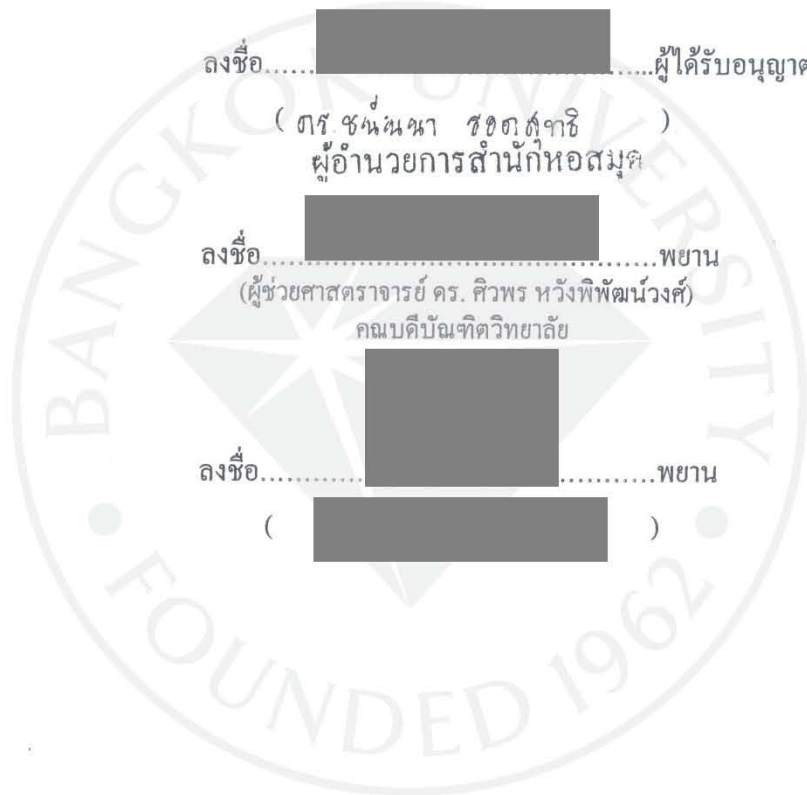 ลงชื่อ...........ผู้ได้รับอนุญาต
( ดร. )
ผู้อำนวยการสำนักหอสมุด
ลงชื่อ...........พยาน
(ผู้ช่วยศาสตราจารย์ ดร. ศิวพร หวังพิพัฒน์วงศ์)
คณบดีบัณฑิตวิทยาลัย
ลงชื่อ...........พยาน
( )
BANGKOK UNIVERSITY
FOUNDED 1962